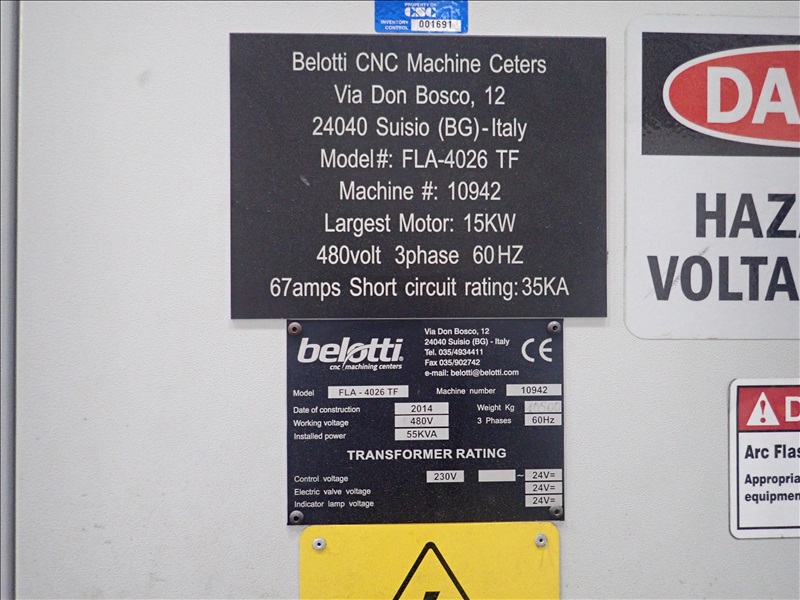 PROPERTY OF
CSC
INVENTORY CONTROL 001691
Belotti CNC Machine Ceters
Via Don Bosco, 12
24040 Suisio (BG)-Italy
Model#: FLA-4026 TF
Machine #: 10942
Largest Motor: 15KW
480volt 3phase 60HZ
67amps Short circuit rating:35KA
DA
HAZ
VOLTA
belotti
cnc machining centers
Via Don Bosco, 12
24040 Suisio (BG) - Italy
Tel. 035/4934411
Fax 035/902742
e-mail: belotti@belotti.com
CE
Model FLA - 4026 TF Machine number 10942
Date of construction 2014 Weight Kg
Working voltage 480V 3 Phases 60Hz
Installed power 55KVA
TRANSFORMER RATING
Control voltage 230V ~ 24V=
Electric valve voltage 24V=
Indicator lamp voltage 24V=
D
Arc Flas
Appropria
equipmen